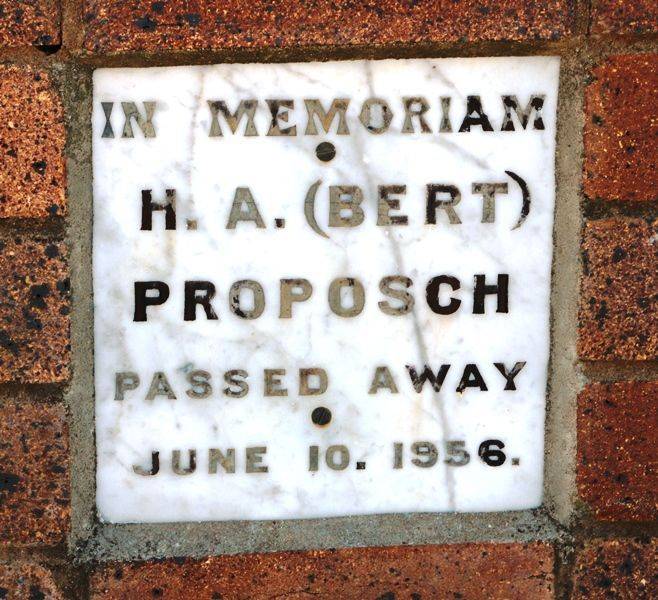 IN MEMORIAM
H. A. (BERT)
PROPOSCH
PASSED AWAY
JUNE 10. 1956.